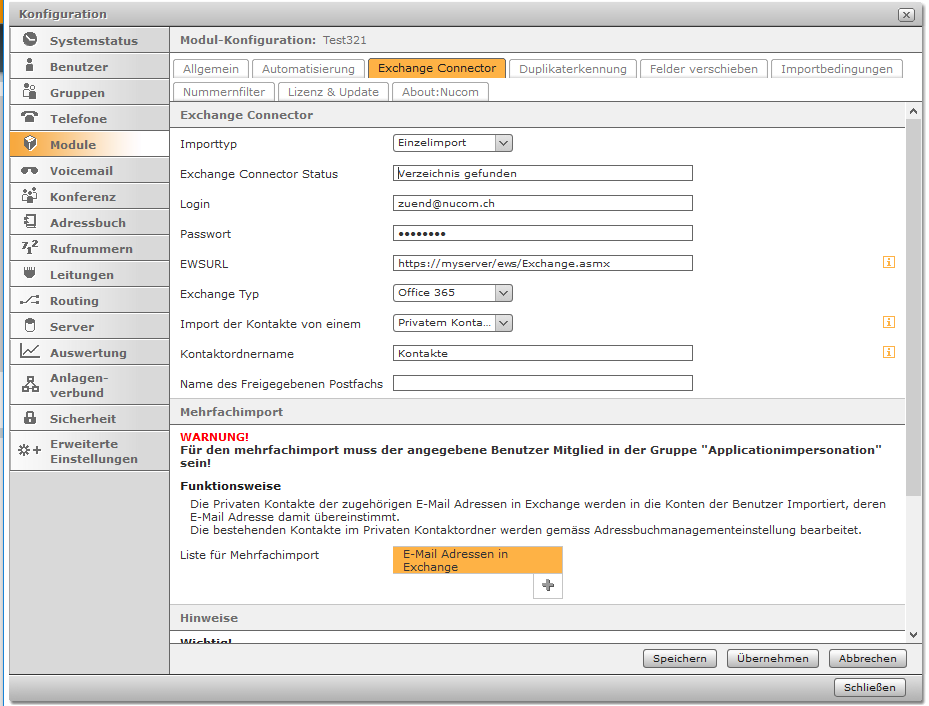 Konfiguration
Systemstatus
Benutzer
Gruppen
Telefone
Module
Voicemail
Konferenz
Adressbuch
Rufnummern
Leitungen
Routing
Server
Auswertung
Anlagen-
verbund
Sicherheit
Erweiterte
Einstellungen
Modul-Konfiguration: Test321
Allgemein Automatisierung Exchange Connector Duplikaterkennung Felder verschieben Importbedingungen
Nummernfilter Lizenz & Update About:Nucom
Exchange Connector
Importtyp Einzelimport
Exchange Connector Status Verzeichnis gefunden
Login zuend@nucom.ch
Passwort ••••••••
EWSURL https://myserver/ews/Exchange.asmx
Exchange Typ Office 365
Import der Kontakte von einem Privatem Konta...
Kontaktordnername Kontakte
Name des Freigegebenen Postfachs
Mehrfachimport
WARNUNG!
Für den mehrfachimport muss der angegebene Benutzer Mitglied in der Gruppe "Applicationimpersonation"
sein!
Funktionsweise
Die Privaten Kontakte der zugehörigen E-Mail Adressen in Exchange werden in die Konten der Benutzer Importiert, deren
E-Mail Adresse damit übereinstimmt.
Die bestehenden Kontakte im Privaten Kontaktordner werden gemäss Adressbuchmanagementeinstellung bearbeitet.
Liste für Mehrfachimport E-Mail Adressen in
Exchange
Hinweise
Wichtig!
Speichern Übernehmen Abbrechen
Schließen